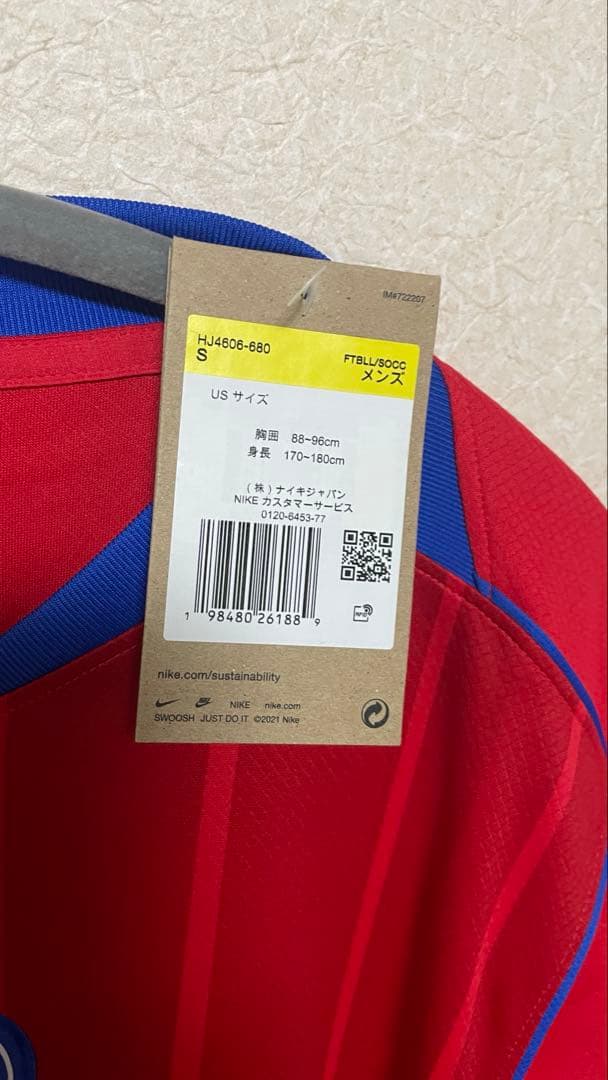 IM#722207
HJ4606-680
S
FTBLL/SOCC
メンズ
US サイズ
胸囲 88~96cm
身長 170~180cm
(株)ナイキジャパン
NIKE カスタマーサービス
0120-6453-77
1 98480 26188 9
nike.com/sustainability
NIKE nike.com
SWOOSH JUST DO IT ©2021 Nike